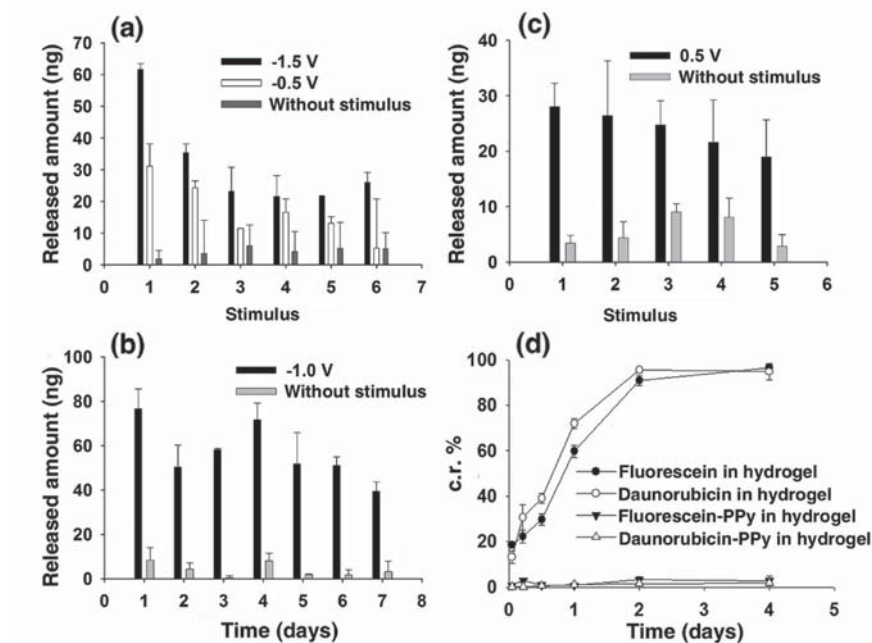 (a)
Released amount (ng)
70
60
50
40
30
20
10
0
-1.5 V
-0.5 V
Without stimulus
0 1 2 3 4 5 6 7
Stimulus
(c)
Released amount (ng)
40
30
20
10
0
0.5 V
Without stimulus
0 1 2 3 4 5 6
Stimulus
(b)
Released amount (ng)
100
80
60
40
20
0
-1.0 V
Without stimulus
0 1 2 3 4 5 6 7 8
Time (days)
(d)
c.r. %
100
80
60
40
20
0
Fluorescein in hydrogel
Daunorubicin in hydrogel
Fluorescein-PPy in hydrogel
Daunorubicin-PPy in hydrogel
0 1 2 3 4 5
Time (days)